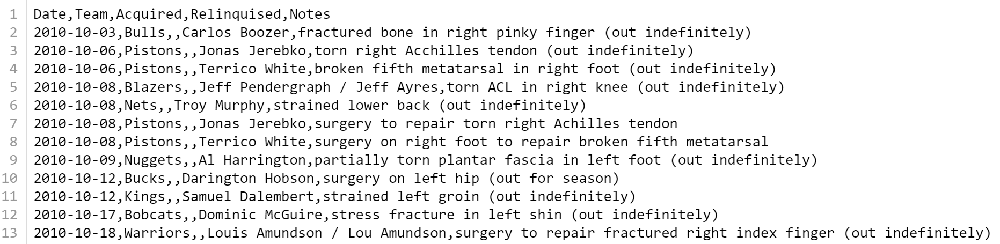 1 Date,Team,Acquired,Relinquised,Notes
2 2010-10-03,Bulls,,Carlos Boozer,fractured bone in right pinky finger (out indefinitely)
3 2010-10-06,Pistons,,Jonas Jerebko,torn right Acchilles tendon (out indefinitely)
4 2010-10-06,Pistons,,Terrico White,broken fifth metatarsal in right foot (out indefinitely)
5 2010-10-08,Blazers,,Jeff Pendergraph / Jeff Ayres,torn ACL in right knee (out indefinitely)
6 2010-10-08,Nets,,Troy Murphy,strained lower back (out indefinitely)
7 2010-10-08,Pistons,,Jonas Jerebko,surgery to repair torn right Achilles tendon
8 2010-10-08,Pistons,,Terrico White,surgery on right foot to repair broken fifth metatarsal
9 2010-10-09,Nuggets,,Al Harrington,partially torn plantar fascia in left foot (out indefinitely)
10 2010-10-12,Bucks,,Darington Hobson,surgery on left hip (out for season)
11 2010-10-12,Kings,,Samuel Dalembert,strained left groin (out indefinitely)
12 2010-10-17,Bobcats,,Dominic McGuire,stress fracture in left shin (out indefinitely)
13 2010-10-18,Warriors,,Louis Amundson / Lou Amundson,surgery to repair fractured right index finger (out indefinitely)